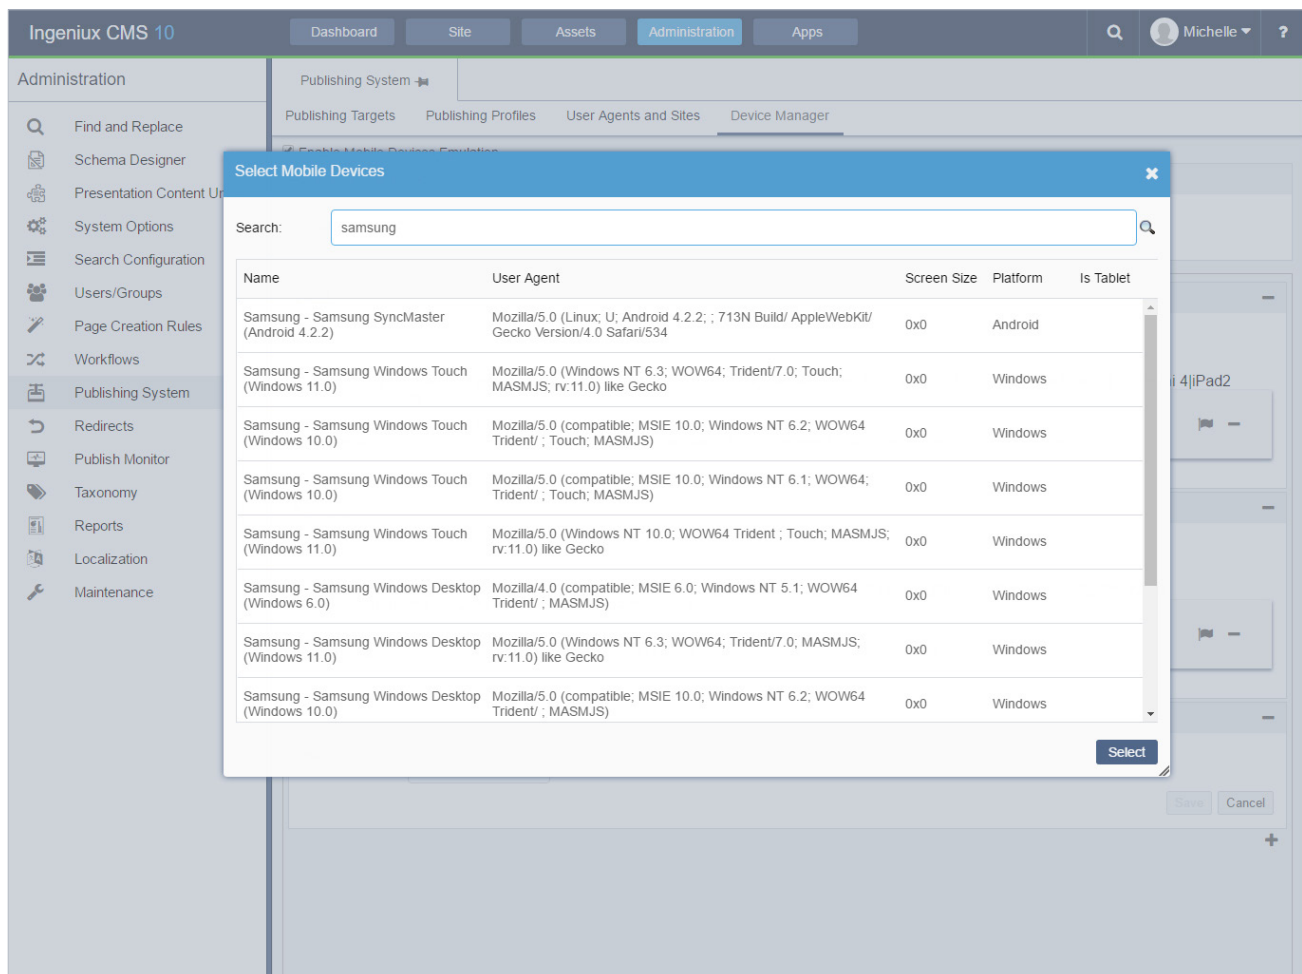 Ingeniux CMS 10
Dashboard
Site
Assets
Administration
Apps
Michelle
?
Administration
Publishing System
Publishing Targets
Publishing Profiles
User Agents and Sites
Device Manager
Find and Replace
Schema Designer
Presentation Content Un
System Options
Search Configuration
Users/Groups
Page Creation Rules
Workflows
Publishing System
Redirects
Publish Monitor
Taxonomy
Reports
Localization
Maintenance
Enable Mobile Devices Emulation
Select Mobile Devices
Search:
samsung
Name
User Agent
Screen Size
Platform
Is Tablet
Samsung - Samsung SyncMaster
(Android 4.2.2)
Mozilla/5.0 (Linux; U; Android 4.2.2; ; 713N Build/ AppleWebKit/
Gecko Version/4.0 Safari/534
0x0
Android
Samsung - Samsung Windows Touch
(Windows 11.0)
Mozilla/5.0 (Windows NT 6.3; WOW64; Trident/7.0; Touch;
MASMJS; rv:11.0) like Gecko
0x0
Windows
Samsung - Samsung Windows Touch
(Windows 10.0)
Mozilla/5.0 (compatible; MSIE 10.0; Windows NT 6.2; WOW64
Trident/ ; Touch; MASMJS)
0x0
Windows
Samsung - Samsung Windows Touch
(Windows 10.0)
Mozilla/5.0 (compatible; MSIE 10.0; Windows NT 6.1; WOW64;
Trident/ ; Touch; MASMJS)
0x0
Windows
Samsung - Samsung Windows Touch
(Windows 11.0)
Mozilla/5.0 (Windows NT 10.0; WOW64 Trident ; Touch; MASMJS;
rv:11.0) like Gecko
0x0
Windows
Samsung - Samsung Windows Desktop
(Windows 6.0)
Mozilla/4.0 (compatible; MSIE 6.0; Windows NT 5.1; WOW64
Trident/ ; MASMJS)
0x0
Windows
Samsung - Samsung Windows Desktop
(Windows 11.0)
Mozilla/5.0 (Windows NT 6.3; WOW64; Trident/7.0; MASMJS;
rv:11.0) like Gecko
0x0
Windows
Samsung - Samsung Windows Desktop
(Windows 10.0)
Mozilla/5.0 (compatible; MSIE 10.0; Windows NT 6.2; WOW64
Trident/ ; MASMJS)
0x0
Windows
Select
i 4|iPad2
Save
Cancel